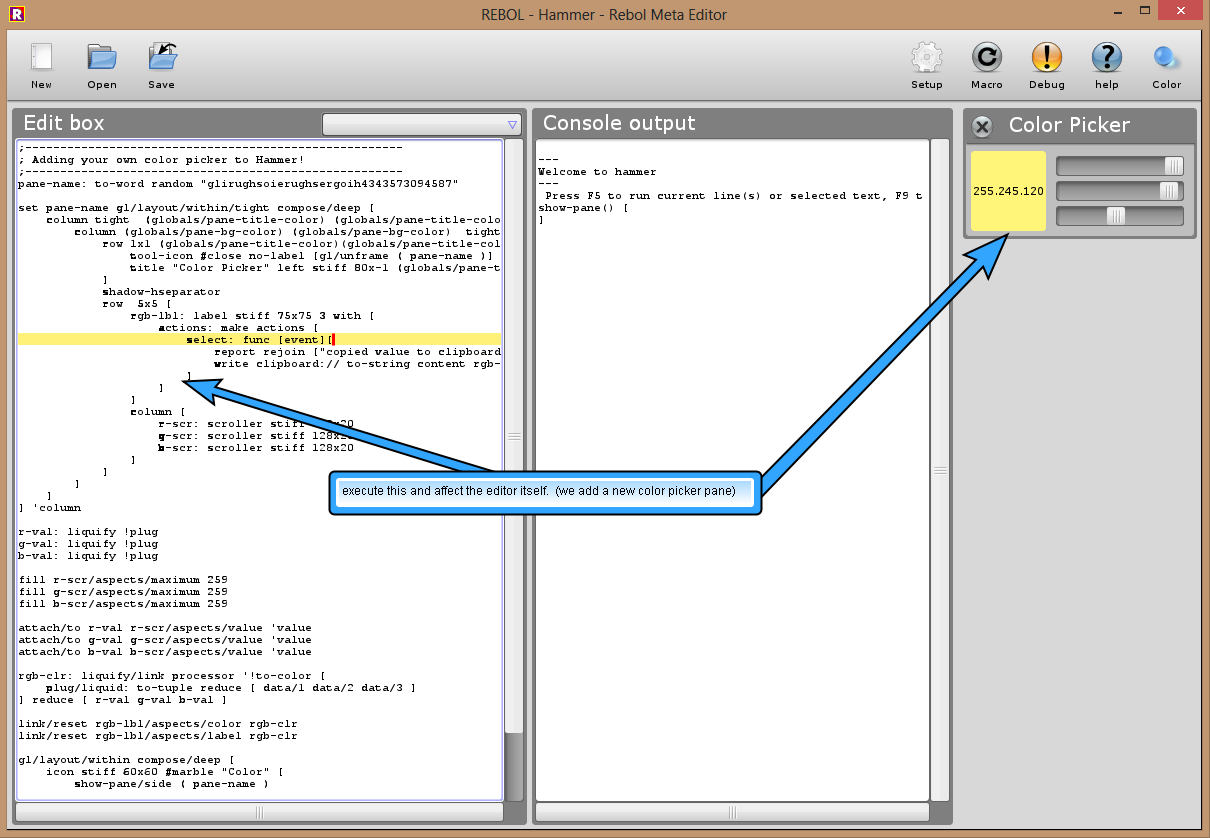 REBOL - Hammer - Rebol Meta Editor
New
Open
Save
Setup
Macro
Debug
help
Color
Edit box
;------------------------------------------------------
; Adding your own color picker to Hammer!
;------------------------------------------------------
pane-name: to-word random "glirughsoierughsergoih4343573094587"
set pane-name gl/layout/within/tight compose/deep [
column tight (globals/pane-title-color) (globals/pane-title-colo
column (globals/pane-bg-color) (globals/pane-bg-color) tight
row 1x1 (globals/pane-title-color)(globals/pane-title-col
tool-icon #close no-label [gl/unframe ( pane-name )]
title "Color Picker" left stiff 80x-1 (globals/pane-t
]
shadow-hseparator
row 5x5 [
rgb-lbl: label stiff 75x75 3 with [
actions: make actions [
select: func [event][
report rejoin ["copied value to clipboard
write clipboard:// to-string content rgb-
]
]
]
column [
r-scr: scroller stiff 128x20
g-scr: scroller stiff 128x20
b-scr: scroller stiff 128x20
]
]
]
]
] 'column
r-val: liquify !plug
g-val: liquify !plug
b-val: liquify !plug
fill r-scr/aspects/maximum 259
fill g-scr/aspects/maximum 259
fill b-scr/aspects/maximum 259
attach/to r-val r-scr/aspects/value 'value
attach/to g-val g-scr/aspects/value 'value
attach/to b-val b-scr/aspects/value 'value
rgb-clr: liquify/link processor '!to-color [
plug/liquid: to-tuple reduce [ data/1 data/2 data/3 ]
] reduce [ r-val g-val b-val ]
link/reset rgb-lbl/aspects/color rgb-clr
link/reset rgb-lbl/aspects/label rgb-clr
gl/layout/within compose/deep [
icon stiff 60x60 #marble "Color" [
show-pane/side ( pane-name )
Console output
---
Welcome to hammer
---
Press F5 to run current line(s) or selected text, F9 t
show-pane() [
]
Color Picker
255.245.120
execute this and affect the editor itself. (we add a new color picker pane)